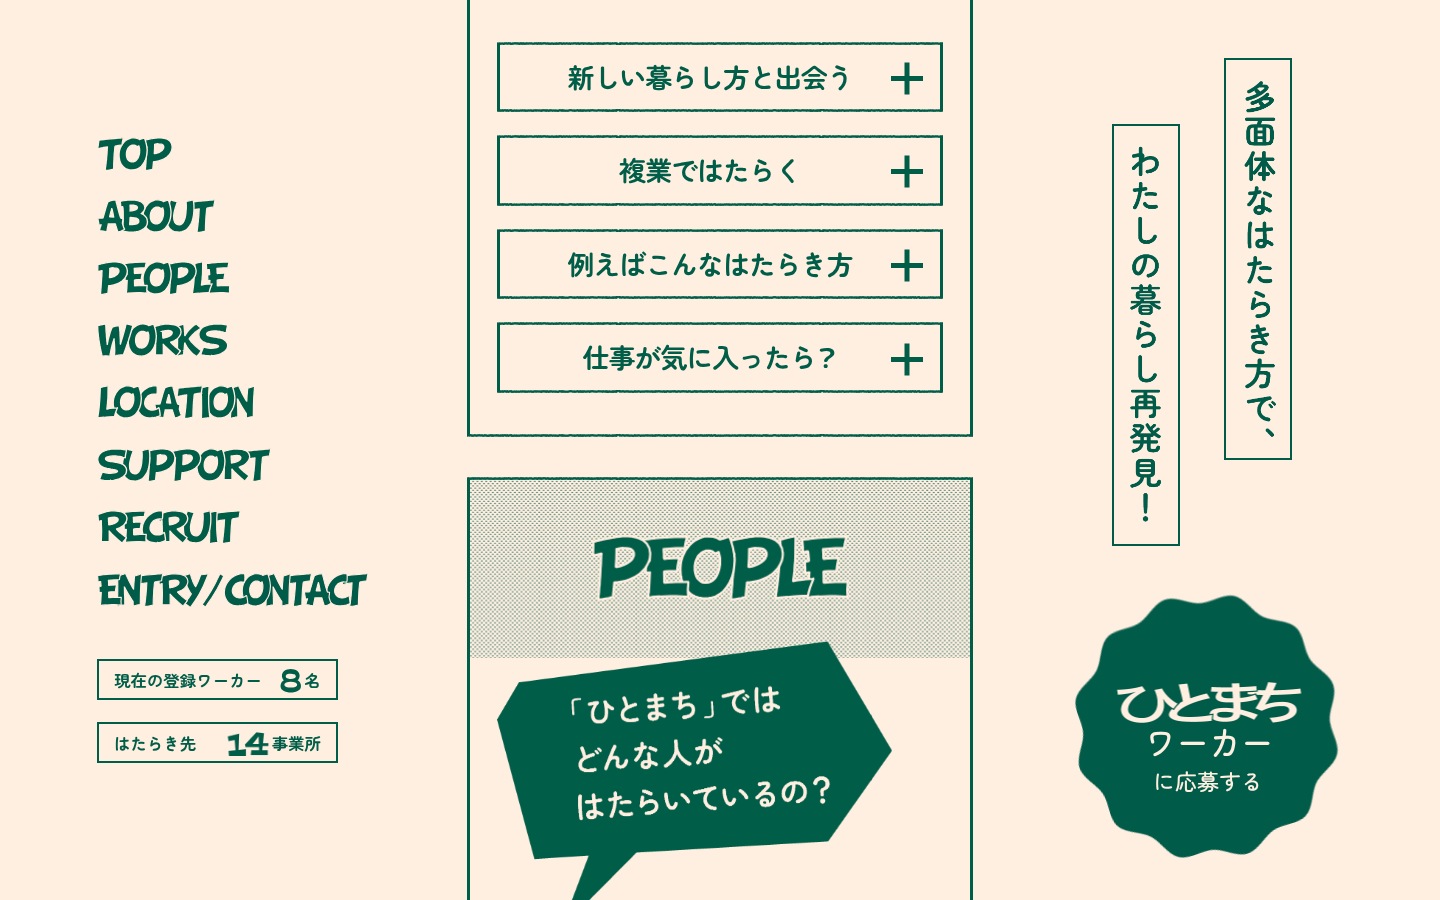 TOP
ABOUT
PEOPLE
WORKS
LOCATION
SUPPORT
RECRUIT
ENTRY/CONTACT
現在の登録ワーカー 8名
はたらき先 14事業所
新しい暮らし方と出会う
複業ではたらく
例えばこんなはたらき方
仕事が気に入ったら？
PEOPLE
「ひとまち」では
どんな人が
はたらいているの？
多面体なはたらき方で、
わたしの暮らし再発見！
ひとまち
ワーカー
に応募する